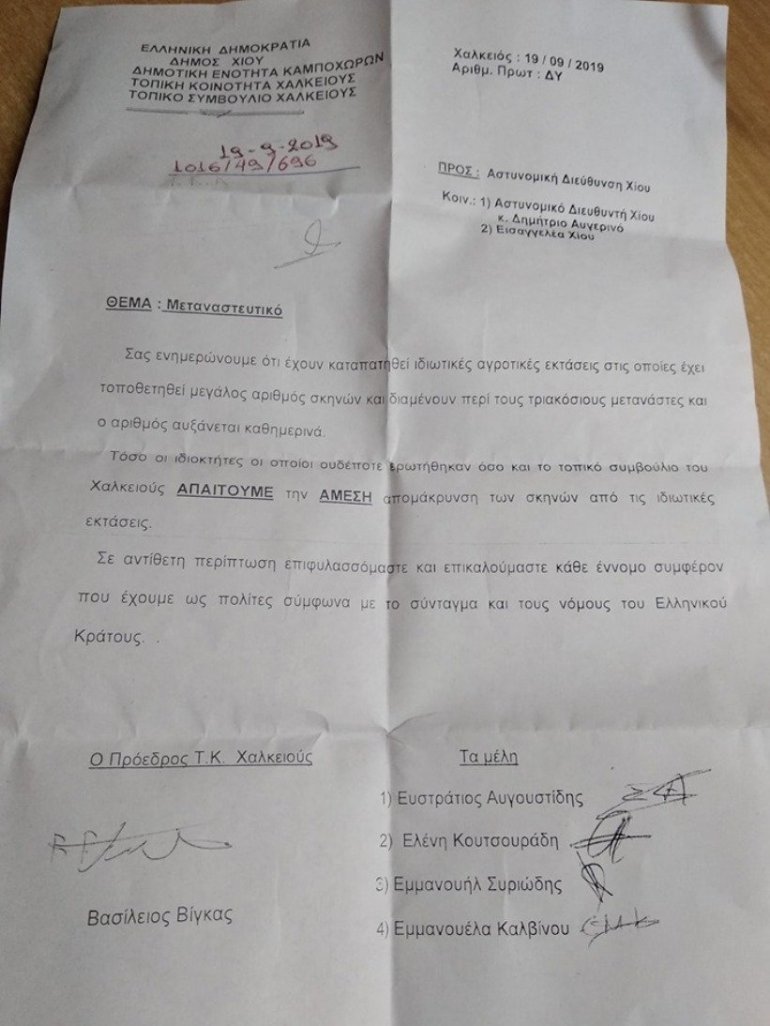 ΕΛΛΗΝΙΚΗ ΔΗΜΟΚΡΑΤΙΑ
ΔΗΜΟΣ ΧΙΟΥ
ΔΗΜΟΤΙΚΗ ΕΝΟΤΗΤΑ ΚΑΜΠΟΧΩΡΩΝ
ΤΟΠΙΚΗ ΚΟΙΝΟΤΗΤΑ ΧΑΛΚΕΙΟΥΣ
ΤΟΠΙΚΟ ΣΥΜΒΟΥΛΙΟ ΧΑΛΚΕΙΟΥΣ
19-9-2019
1016/49/696
Χαλκειός : 19 / 09 / 2019
Αριθμ. Πρωτ : ΔΥ
ΠΡΟΣ : Αστυνομική Διεύθυνση Χίου
Κοιν.: 1) Αστυνομικό Διευθυντή Χίου
κ. Δημήτριο Αυγερινό
2) Εισαγγελέα Χίου
ΘΕΜΑ : Μεταναστευτικό
Σας ενημερώνουμε ότι έχουν καταπατηθεί ιδιωτικές αγροτικές εκτάσεις στις οποίες έχει
τοποθετηθεί μεγάλος αριθμός σκηνών και διαμένουν περί τους τριακόσιους μετανάστες και
ο αριθμός αυξάνεται καθημερινά.
Τόσο οι ιδιοκτήτες οι οποίοι ουδέποτε ερωτήθηκαν όσο και το τοπικό συμβούλιο του
Χαλκειούς ΑΠΑΙΤΟΥΜΕ την ΑΜΕΣΗ απομάκρυνση των σκηνών από τις ιδιωτικές
εκτάσεις.
Σε αντίθετη περίπτωση επιφυλασσόμαστε και επικαλούμαστε κάθε έννομο συμφέρον
που έχουμε ως πολίτες σύμφωνα με το σύνταγμα και τους νόμους του Ελληνικού
Κράτους. .
Ο Πρόεδρος Τ.Κ. Χαλκειούς
Βασίλειος Βίγκας
Τα μέλη
1) Ευστράτιος Αυγουστίδης
2) Ελένη Κουτσουράδη
3) Εμμανουήλ Συριώδης
4) Εμμανουέλα Καλβίνου